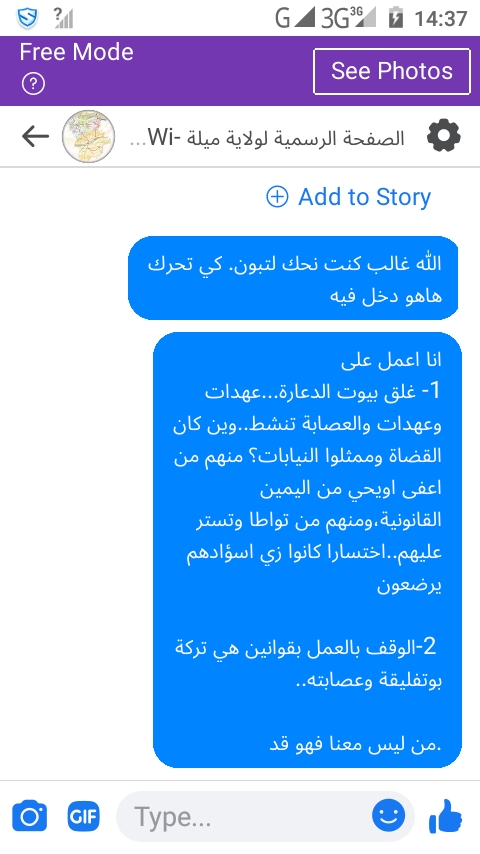 G 3G 3G 14:37
Free Mode
?
See Photos
الصفحة الرسمية لولاية ميلة -Wi...
Add to Story
الله غالب كنت نحك لتبون. كي تحرك
هاهو دخل فيه
انا اعمل على
1- غلق بيوت الدعارة...عهدات
وعهدات والعصابة تنشط..وين كان
القضاة وممثلوا النيابات؟ منهم من
اعفى اويحي من اليمين
القانونية،ومنهم من تواطا وتستر
عليهم..اختسارا كانوا زي اسؤادهم
يرضعون
2-الوقف بالعمل بقوانين هي تركة
بوتفليقة وعصابته..
.من ليس معنا فهو قد
GIF
Type...